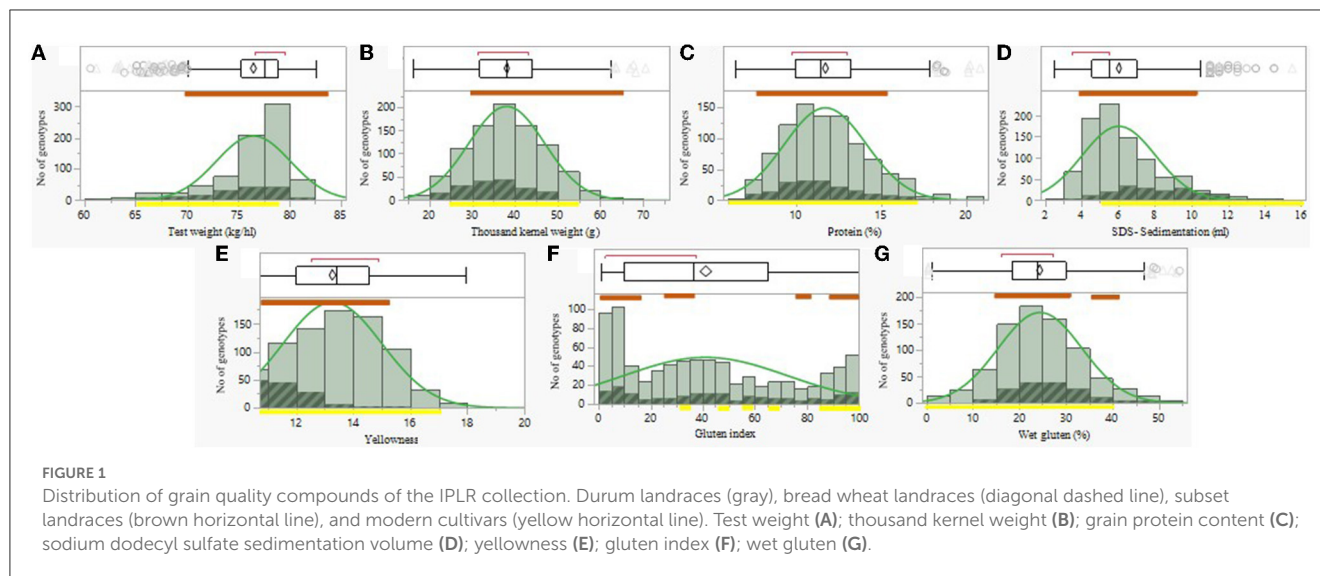 A
B
C
D
No of genotypes
300
200
100
0
60 65 70 75 80 85
Test weight (kg/hl)
No of genotypes
200
150
100
50
0
20 30 40 50 60 70
Thousand kernel weight (g)
No of genotypes
150
100
50
0
10 15 20
Protein (%)
No of genotypes
200
150
100
50
0
2 4 6 8 10 12 14 16
SDS- Sedimentation (ml)
E
F
G
No of genotypes
150
100
50
0
12 14 16 18 20
Yellowness
No of genotypes
100
80
60
40
20
0
0 20 40 60 80 100
Gluten index
No of genotypes
200
150
100
50
0
0 10 20 30 40 50
Wet gluten (%)
FIGURE 1
Distribution of grain quality compounds of the IPLR collection. Durum landraces (gray), bread wheat landraces (diagonal dashed line), subset
landraces (brown horizontal line), and modern cultivars (yellow horizontal line). Test weight (A); thousand kernel weight (B); grain protein content (C);
sodium dodecyl sulfate sedimentation volume (D); yellowness (E); gluten index (F); wet gluten (G).